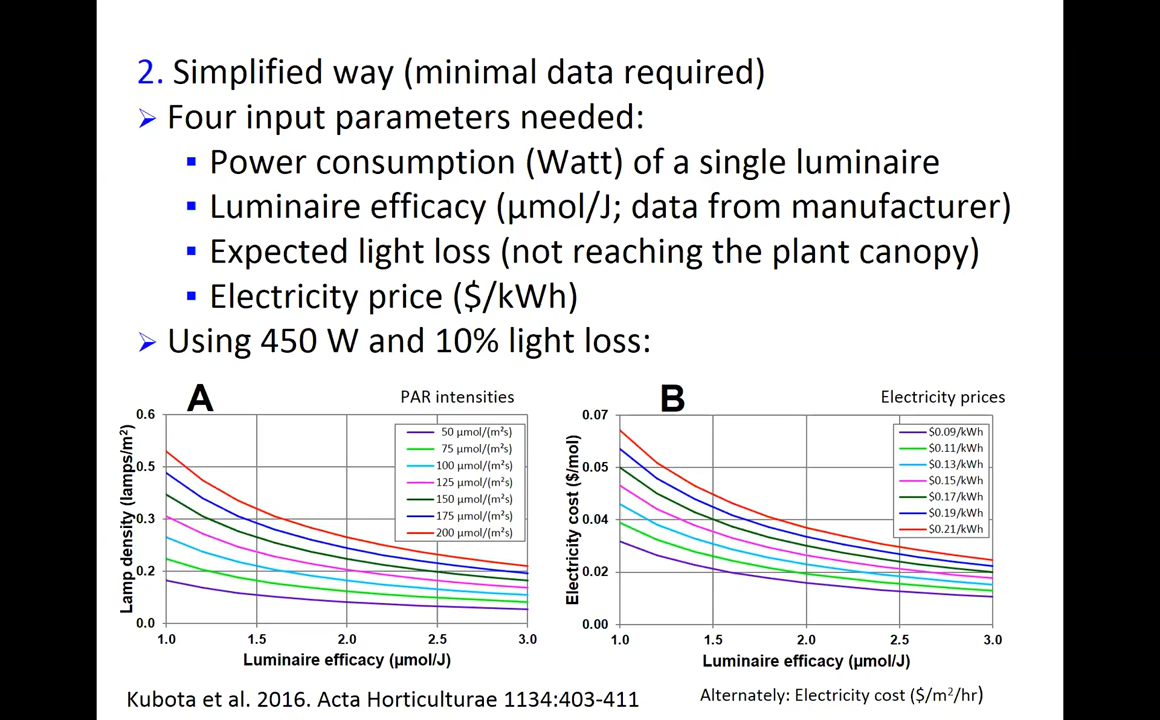 2. Simplified way (minimal data required)
➢ Four input parameters needed:
▪ Power consumption (Watt) of a single luminaire
▪ Luminaire efficacy (µmol/J; data from manufacturer)
▪ Expected light loss (not reaching the plant canopy)
▪ Electricity price ($/kWh)
➢ Using 450 W and 10% light loss:
A
PAR intensities
Lamp density (lamps/m²)
0.6
0.5
0.3
0.2
0.0
50 µmol/(m²s)
75 µmol/(m²s)
100 µmol/(m²s)
125 µmol/(m²s)
150 µmol/(m²s)
175 µmol/(m²s)
200 µmol/(m²s)
1.0 1.5 2.0 2.5 3.0
Luminaire efficacy (µmol/J)
B
Electricity prices
Electricity cost ($/mol)
0.07
0.05
0.04
0.02
0.00
$0.09/kWh
$0.11/kWh
$0.13/kWh
$0.15/kWh
$0.17/kWh
$0.19/kWh
$0.21/kWh
1.0 1.5 2.0 2.5 3.0
Luminaire efficacy (µmol/J)
Kubota et al. 2016. Acta Horticulturae 1134:403-411
Alternately: Electricity cost ($/m²/hr)